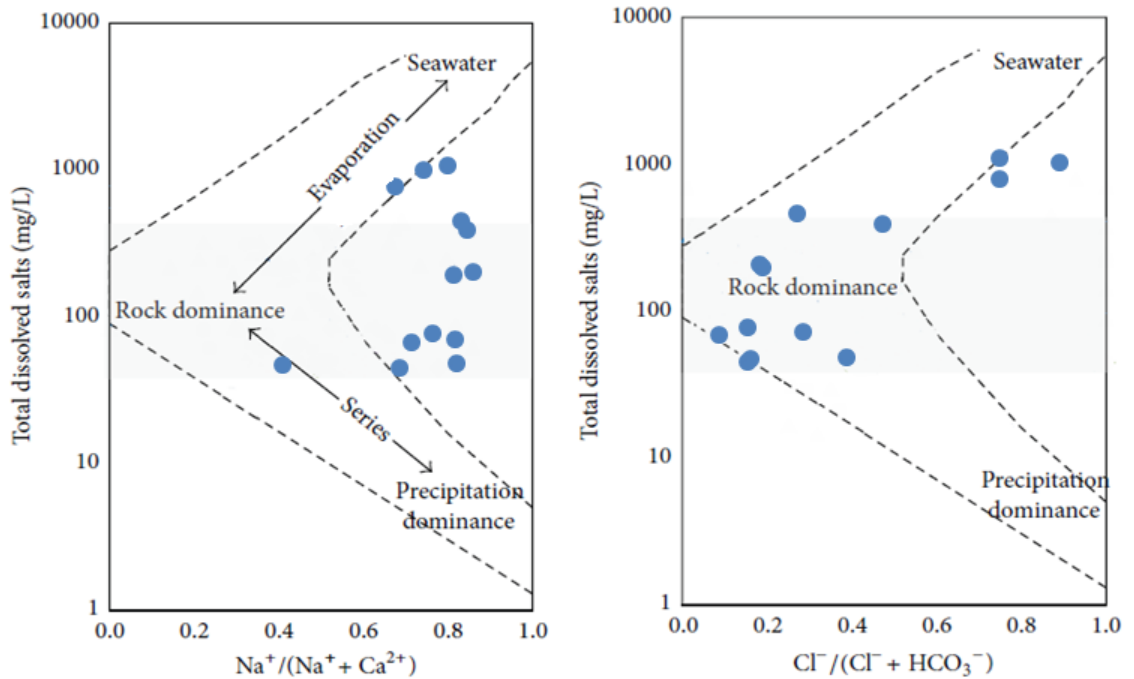 10000
1000
100
10
1
Total dissolved salts (mg/L)
Seawater
Evaporation
Rock dominance
Series
Precipitation
dominance
0.0 0.2 0.4 0.6 0.8 1.0
Na⁺/(Na⁺ + Ca²⁺)
10000
1000
100
10
1
Total dissolved salts (mg/L)
Seawater
Rock dominance
Precipitation
dominance
0.0 0.2 0.4 0.6 0.8 1.0
Cl⁻/(Cl⁻ + HCO₃⁻)